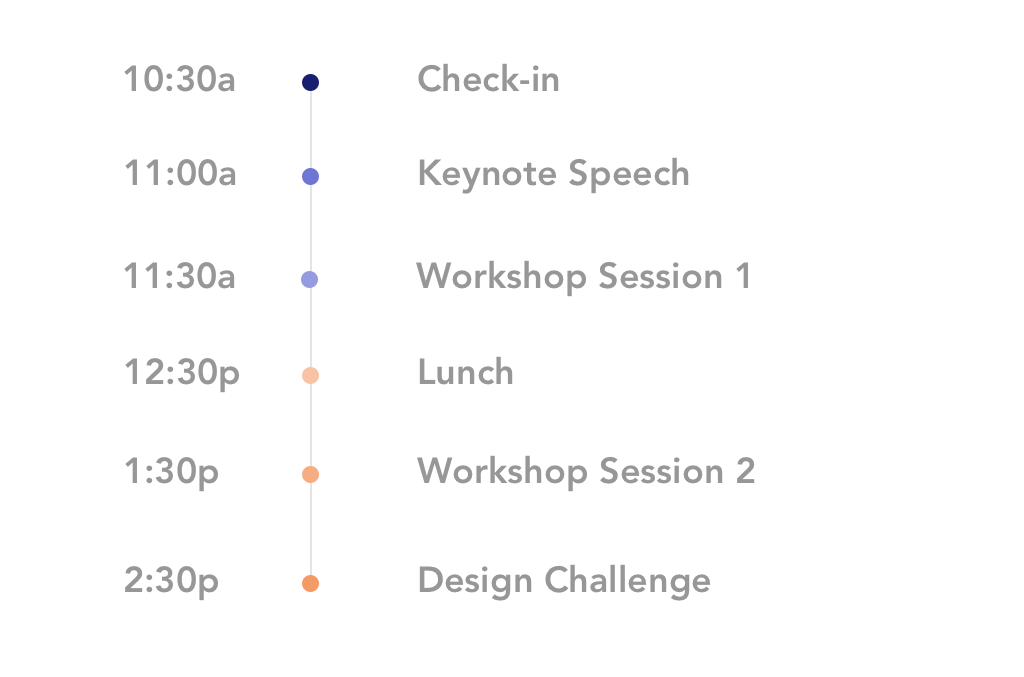 10:30a Check-in
11:00a Keynote Speech
11:30a Workshop Session 1
12:30p Lunch
1:30p Workshop Session 2
2:30p Design Challenge